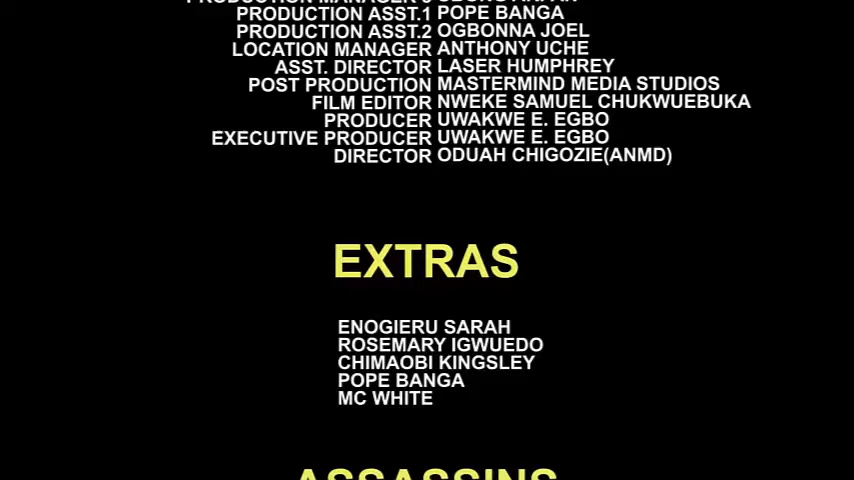 PRODUCTION ASST.1 POPE BANGA
PRODUCTION ASST.2 OGBONNA JOEL
LOCATION MANAGER ANTHONY UCHE
ASST. DIRECTOR LASER HUMPHREY
POST PRODUCTION MASTERMIND MEDIA STUDIOS
FILM EDITOR NWEKE SAMUEL CHUKWUEBUKA
PRODUCER UWAKWE E. EGBO
EXECUTIVE PRODUCER UWAKWE E. EGBO
DIRECTOR ODUAH CHIGOZIE(ANMD)
EXTRAS
ENOGIERU SARAH
ROSEMARY IGWUEDO
CHIMAOBI KINGSLEY
POPE BANGA
MC WHITE
ASSASSINS